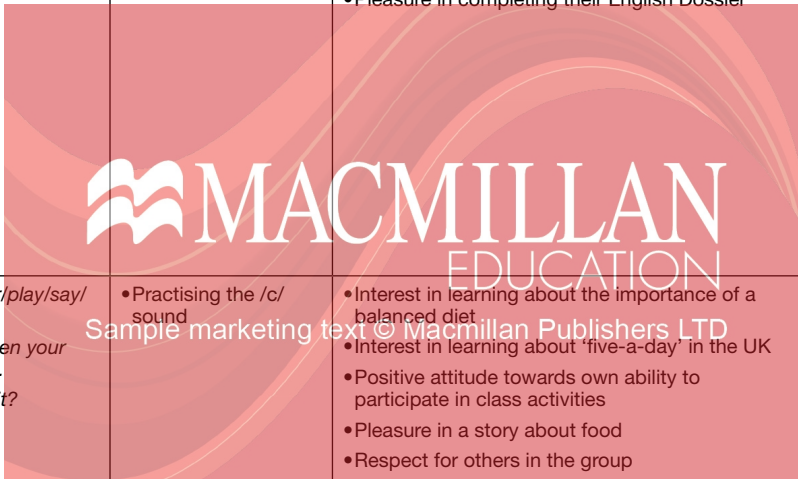 •Pleasure in completing their English Dossier
MACMILLAN
EDUCATION
/play/say/
en your
t?
•Practising the /c/
sound
•Interest in learning about the importance of a
balanced diet
•Interest in learning about ‘five-a-day’ in the UK
•Positive attitude towards own ability to
participate in class activities
•Pleasure in a story about food
•Respect for others in the group
Sample marketing text © Macmillan Publishers LTD